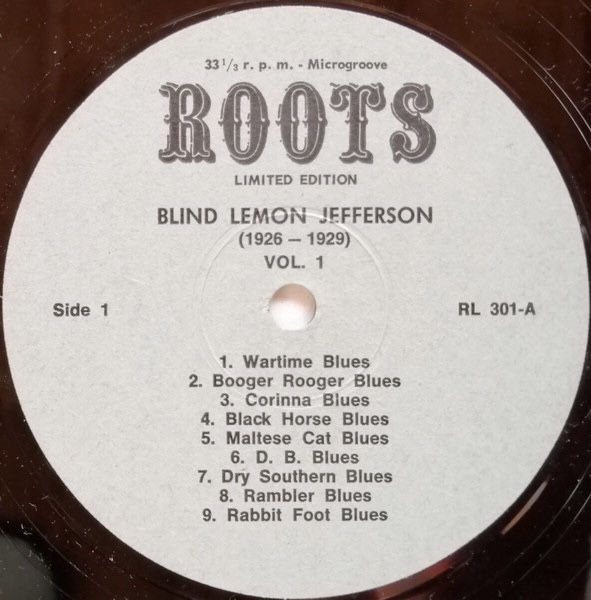 33 1/3 r. p. m. - Microgroove
ROOTS
LIMITED EDITION
BLIND LEMON JEFFERSON
(1926 – 1929)
VOL. 1
Side 1
RL 301-A
1. Wartime Blues
2. Booger Rooger Blues
3. Corinna Blues
4. Black Horse Blues
5. Maltese Cat Blues
6. D. B. Blues
7. Dry Southern Blues
8. Rambler Blues
9. Rabbit Foot Blues